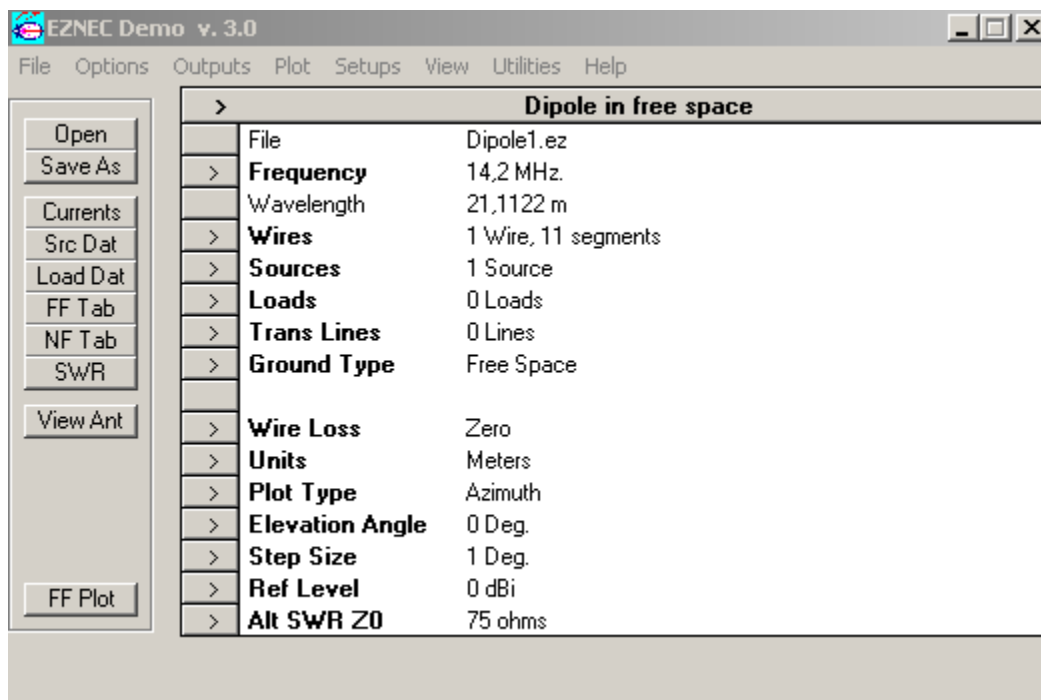 EZNEC Demo v. 3.0
File Options Outputs Plot Setups View Utilities Help
Open
Save As
Currents
Src Dat
Load Dat
FF Tab
NF Tab
SWR
View Ant
FF Plot
> Dipole in free space
File Dipole1.ez
> Frequency 14,2 MHz.
Wavelength 21,1122 m
> Wires 1 Wire, 11 segments
> Sources 1 Source
> Loads 0 Loads
> Trans Lines 0 Lines
> Ground Type Free Space
> Wire Loss Zero
> Units Meters
> Plot Type Azimuth
> Elevation Angle 0 Deg.
> Step Size 1 Deg.
> Ref Level 0 dBi
> Alt SWR Z0 75 ohms